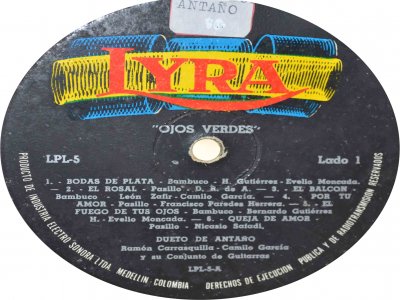 ANTAÑO
LYRA
"OJOS VERDES"
LPL-5
Lado 1
1. - BODAS DE PLATA - Bambuco - H. Gutiérrez - Evelio Moncada.
- 2. - EL ROSAL - Pasillo - D. R. de A. - 3. - EL BALCON -
Bambuco - León Zafir - Camilo García. - 4. - POR TU
AMOR - Pasillo - Francisco Paredes Herrera. - 5. - EL
FUEGO DE TUS OJOS - Bambuco - Bernardo Gutiérrez
H. - Evelio Moncada. - 6. - QUEJA DE AMOR -
Pasillo - Nicasio Safadi,
DUETO DE ANTAÑO
Ramón Carrasquilla - Camilo García
y su Conjunto de Guitarras
LPL-5-A
PRODUCTO DE INDUSTRIA ELECTRO SONORA LTDA. MEDELLIN - COLOMBIA - DERECHOS DE EJECUCION PUBLICA Y DE RADIOTRANSMISION RESERVADOS